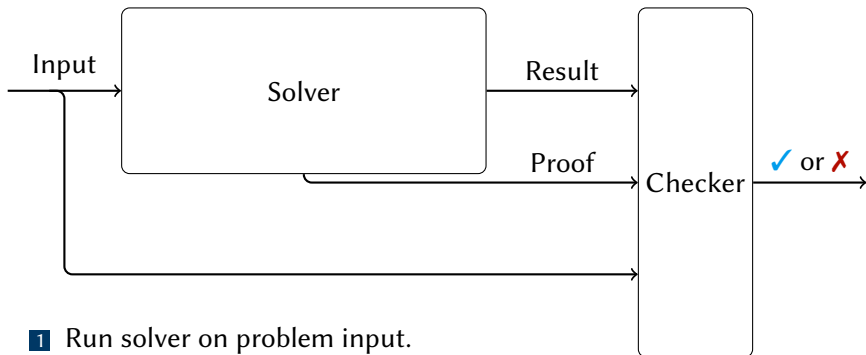 Input
Solver
Result
Proof
Checker
✓ or ✗
1 Run solver on problem input.